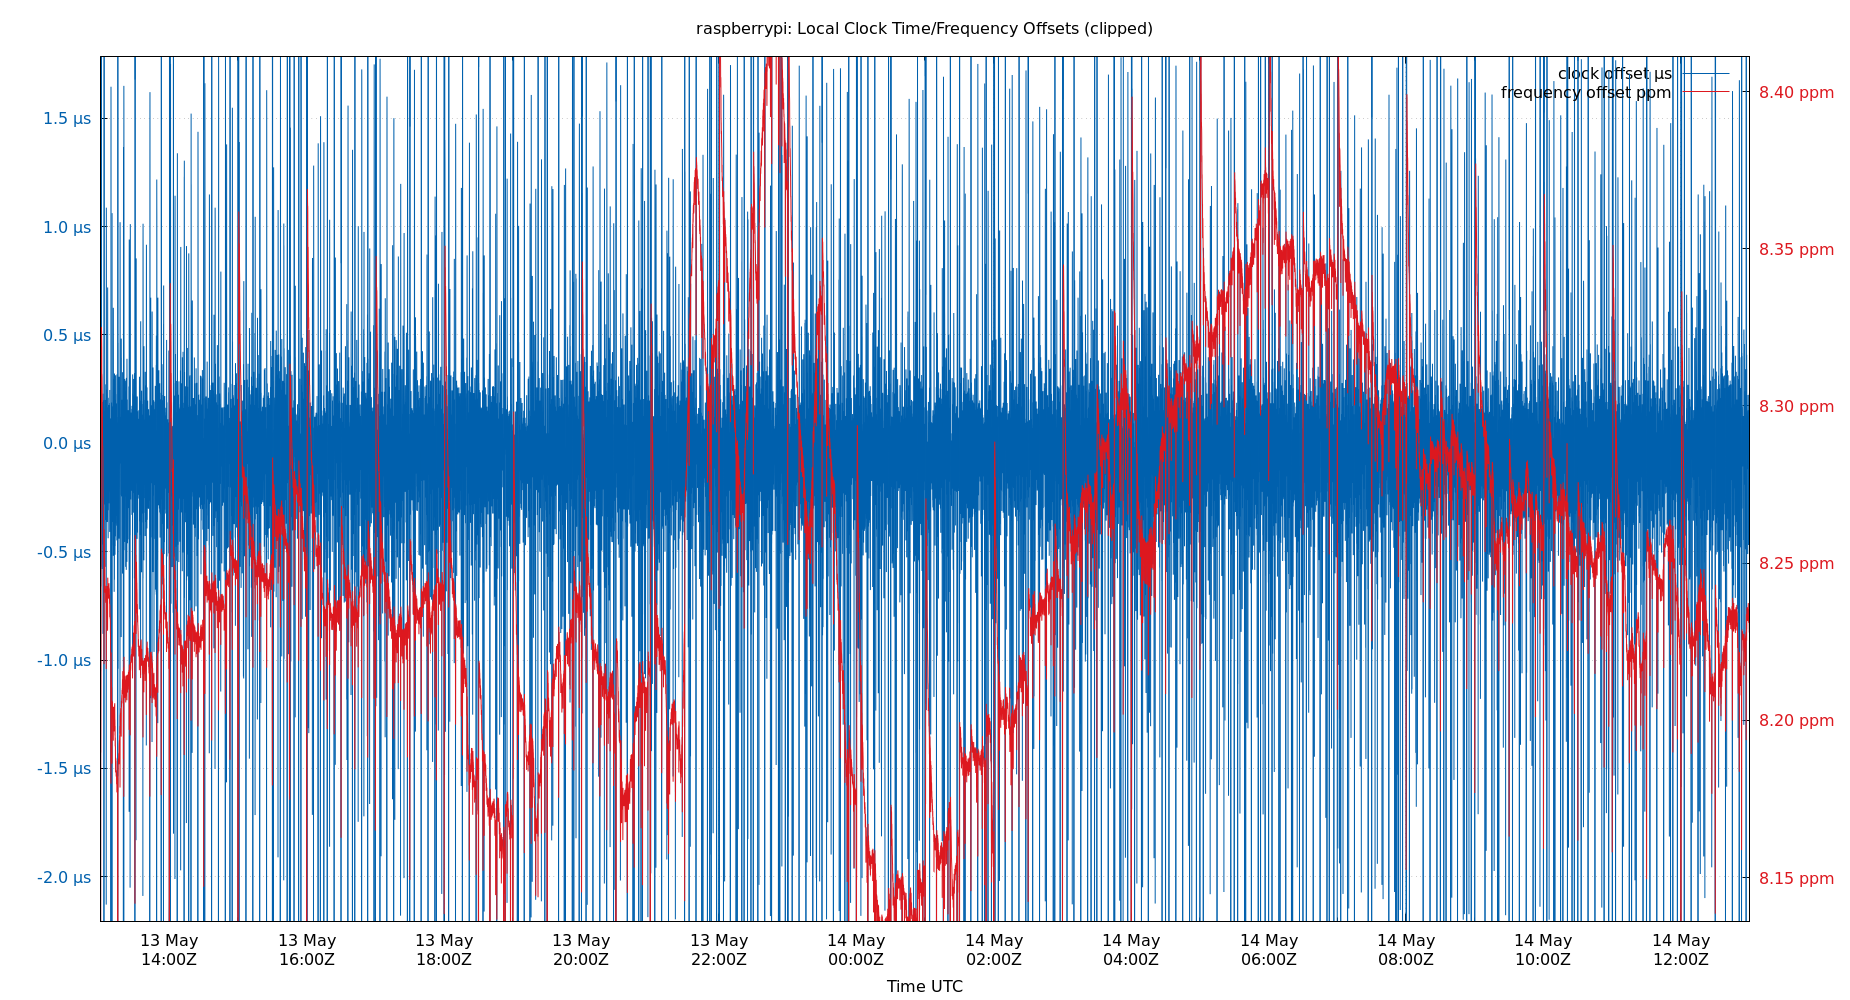 raspberrypi: Local Clock Time/Frequency Offsets (clipped)
clock offset µs
frequency offset ppm
1.5 µs
1.0 µs
0.5 µs
0.0 µs
-0.5 µs
-1.0 µs
-1.5 µs
-2.0 µs
8.40 ppm
8.35 ppm
8.30 ppm
8.25 ppm
8.20 ppm
8.15 ppm
13 May 13 May 13 May 13 May 13 May 14 May 14 May 14 May 14 May 14 May 14 May 14 May
14:00Z 16:00Z 18:00Z 20:00Z 22:00Z 00:00Z 02:00Z 04:00Z 06:00Z 08:00Z 10:00Z 12:00Z
Time UTC